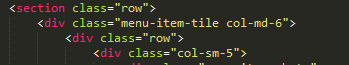 <section class="row">
<div class="menu-item-tile col-md-6">
<div class="row">
<div class="col-sm-5">